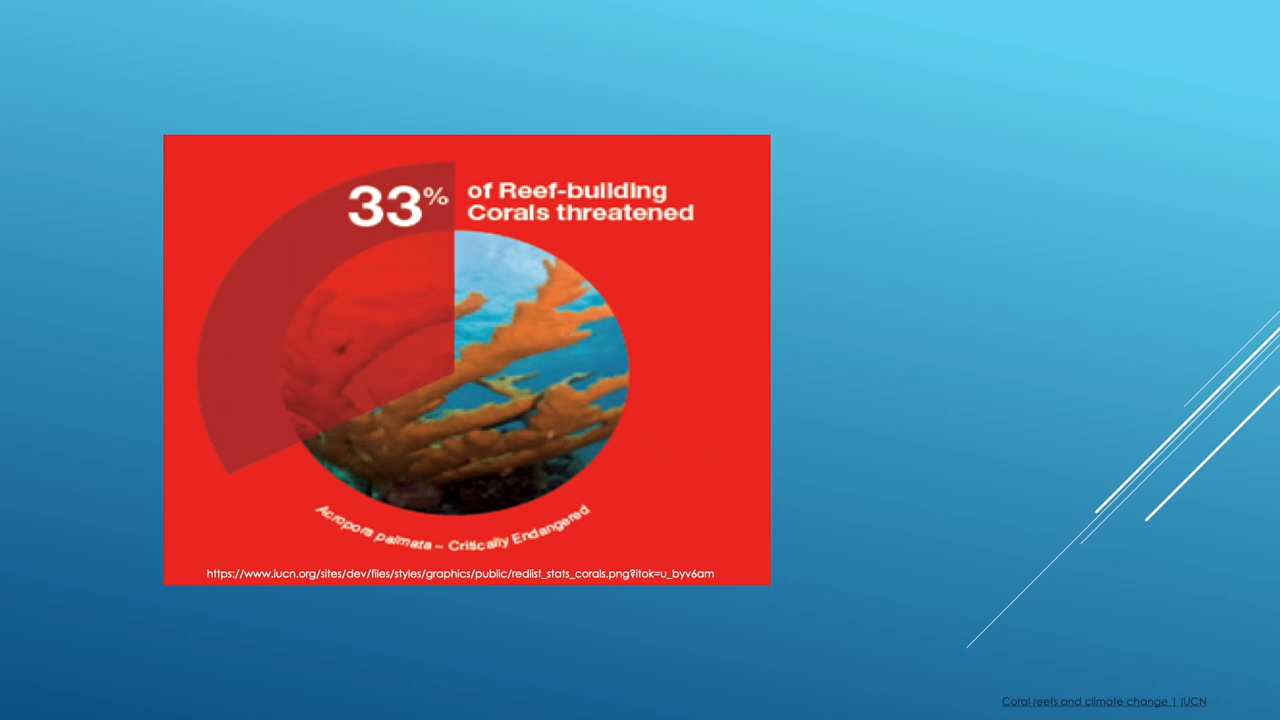 33% of Reef-building
Corals threatened
Acropora palmata – Critically Endangered
https://www.iucn.org/sites/dev/files/styles/graphics/public/redlist_stats_corals.png?itok=u_byv6am
Coral reefs and climate change | IUCN